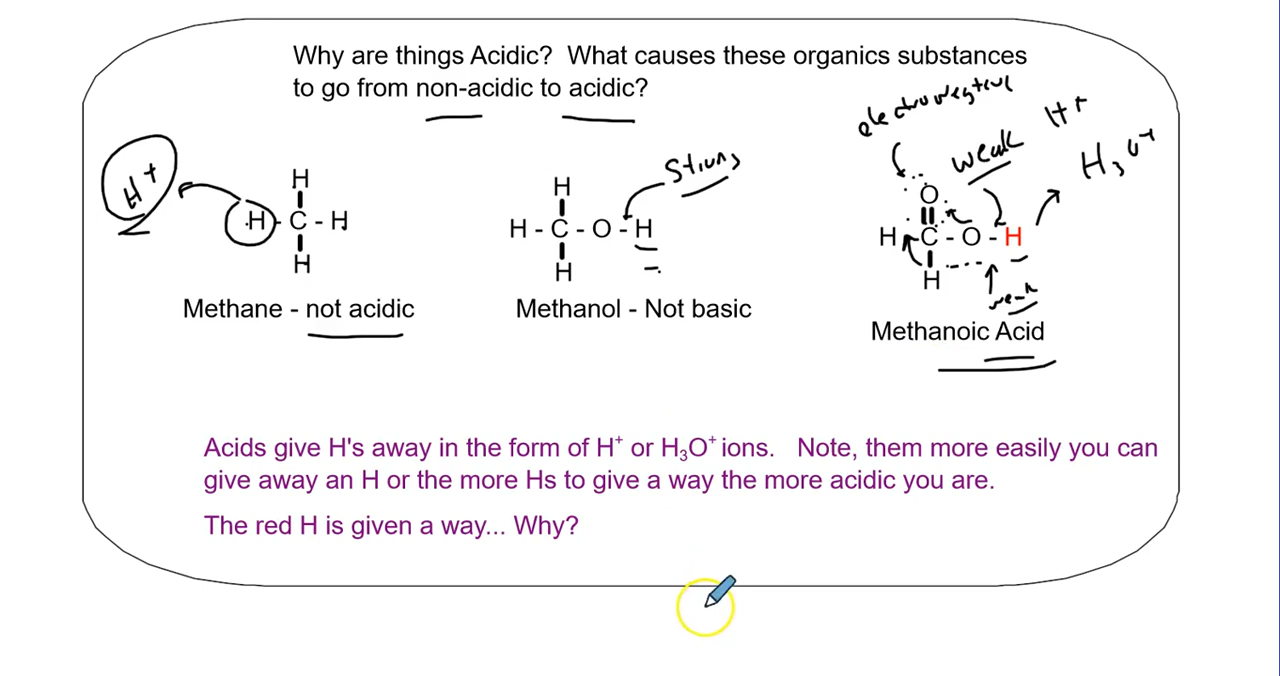 Why are things Acidic? What causes these organics substances
to go from non-acidic to acidic?
electronegative
H+
weak
H3O+
Strong
H+
H
H - C - H
H
H
H - C - O - H
H
O
H C - O - H
H
weak
Methane - not acidic
Methanol - Not basic
Methanoic Acid
Acids give H's away in the form of H⁺ or H₃O⁺ ions. Note, them more easily you can
give away an H or the more Hs to give a way the more acidic you are.
The red H is given a way... Why?